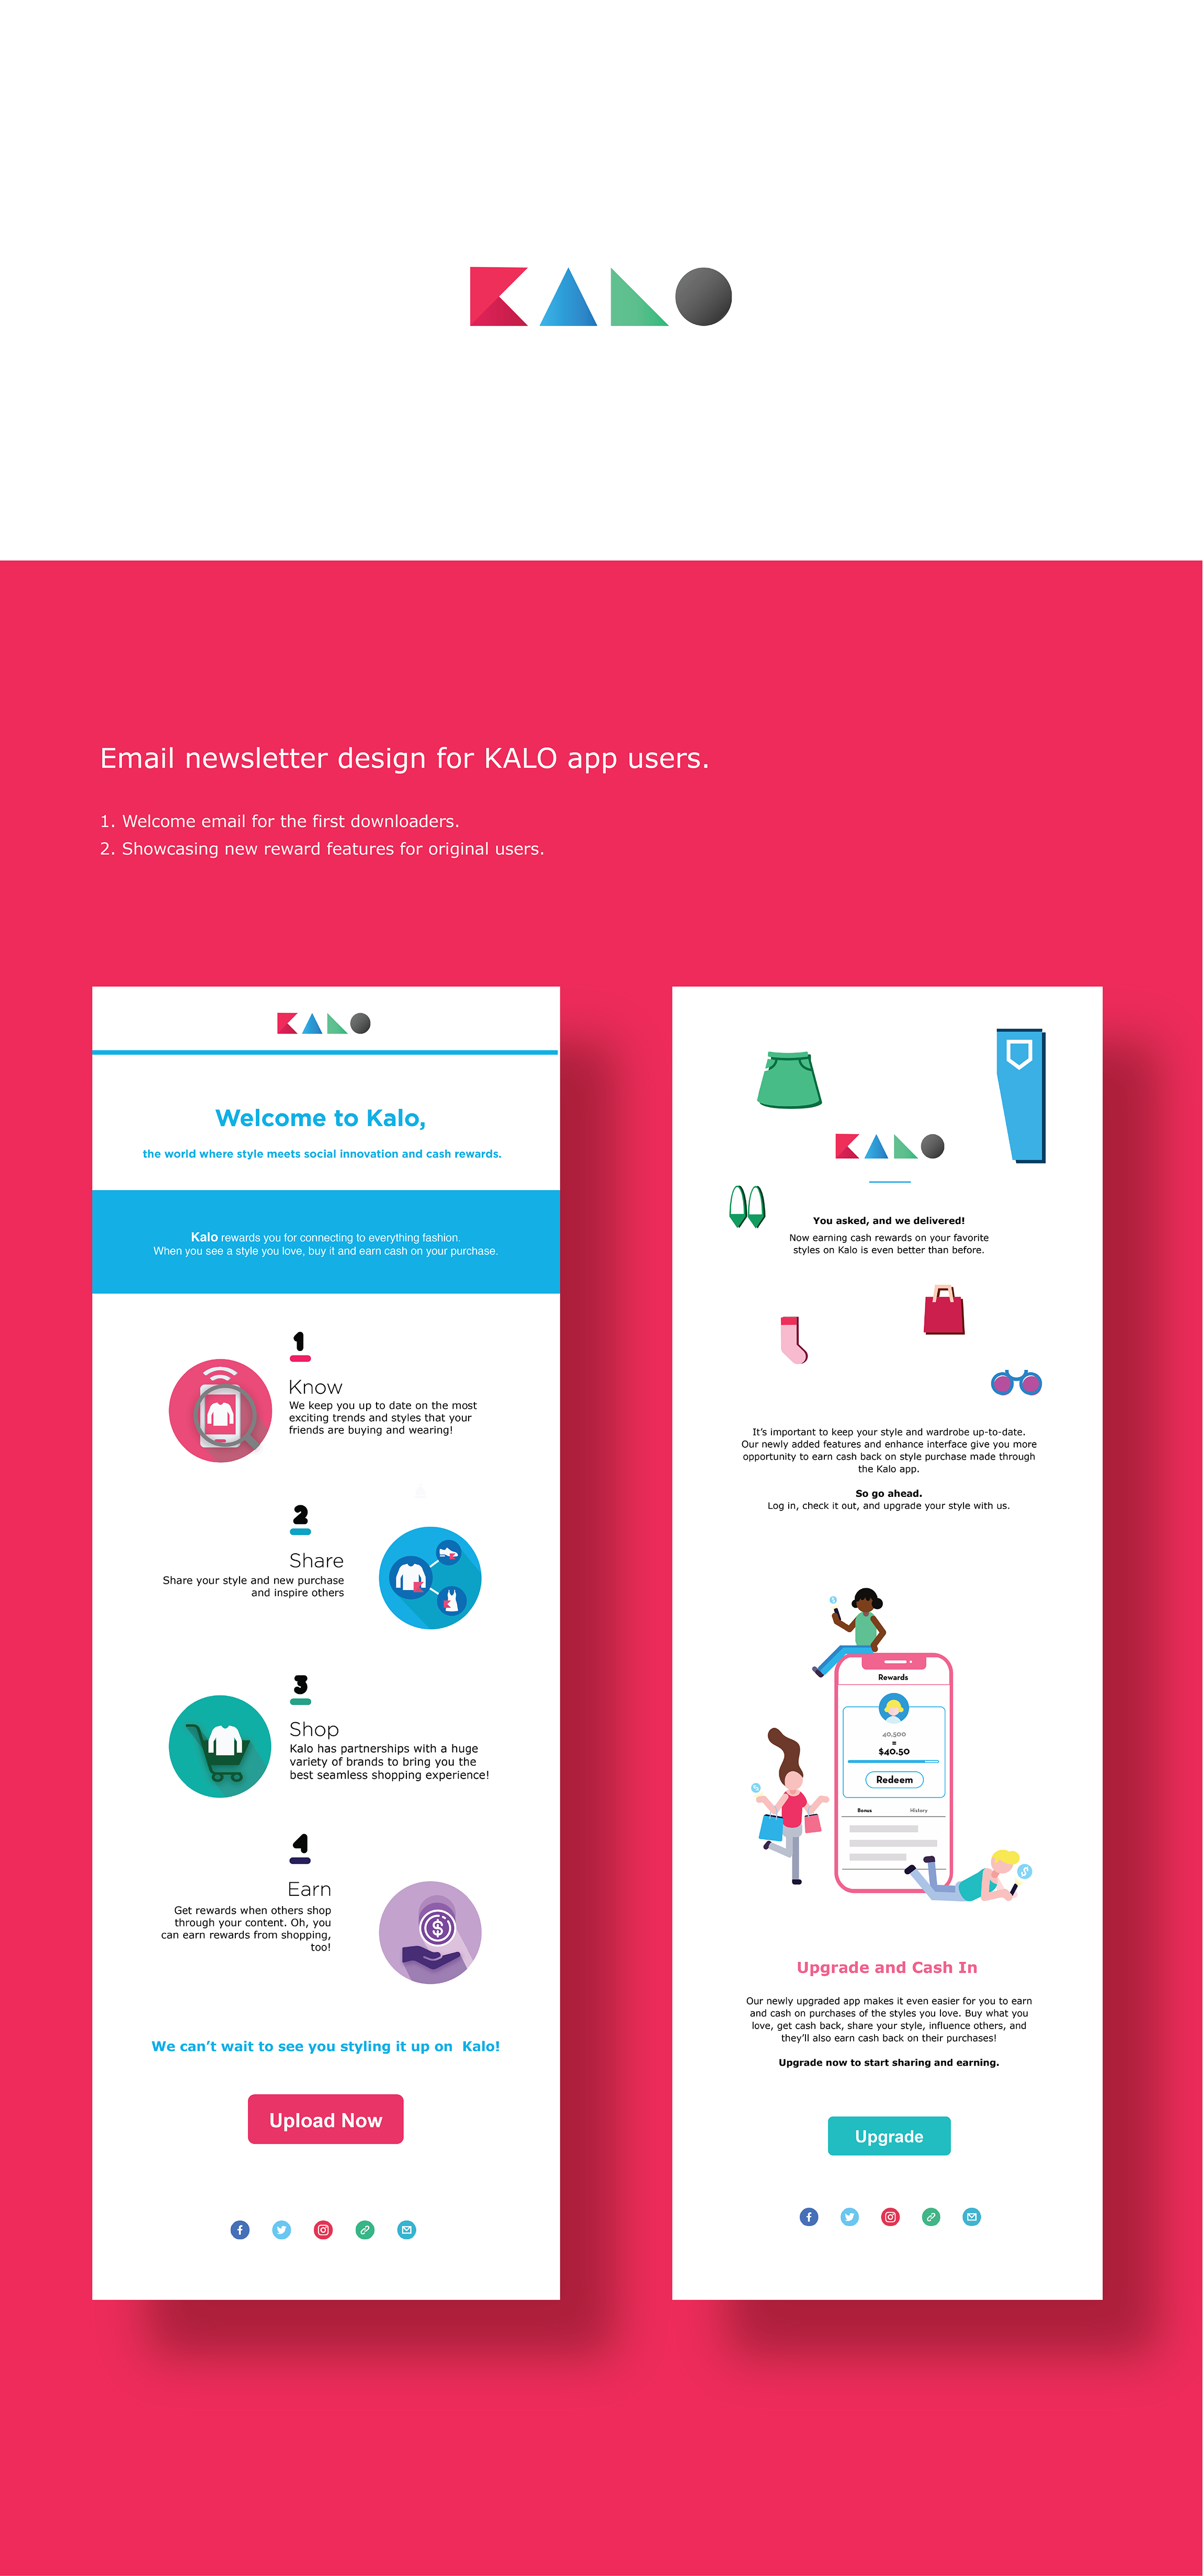 KALO
Email newsletter design for KALO app users.
1. Welcome email for the first downloaders.
2. Showcasing new reward features for original users.
KALO
Welcome to Kalo,
the world where style meets social innovation and cash rewards.
Kalo rewards you for connecting to everything fashion.
When you see a style you love, buy it and earn cash on your purchase.
1
Know
We keep you up to date on the most
exciting trends and styles that your
friends are buying and wearing!
2
Share
Share your style and new purchase
and inspire others
3
Shop
Kalo has partnerships with a huge
variety of brands to bring you the
best seamless shopping experience!
4
Earn
Get rewards when others shop
through your content. Oh, you
can earn rewards from shopping,
too!
$
We can't wait to see you styling it up on  Kalo!
Upload Now
KALO
You asked, and we delivered!
Now earning cash rewards on your favorite
styles on Kalo is even better than before.
It's important to keep your style and wardrobe up-to-date.
Our newly added features and enhance interface give you more
opportunity to earn cash back on style purchase made through
the Kalo app.
So go ahead.
Log in, check it out, and upgrade your style with us.
$
Rewards
40,500
=
$40.50
Redeem
Bonus History
%
$
Upgrade and Cash In
Our newly upgraded app makes it even easier for you to earn
and cash on purchases of the styles you love. Buy what you
love, get cash back, share your style, influence others, and
they'll also earn cash back on their purchases!
Upgrade now to start sharing and earning.
Upgrade